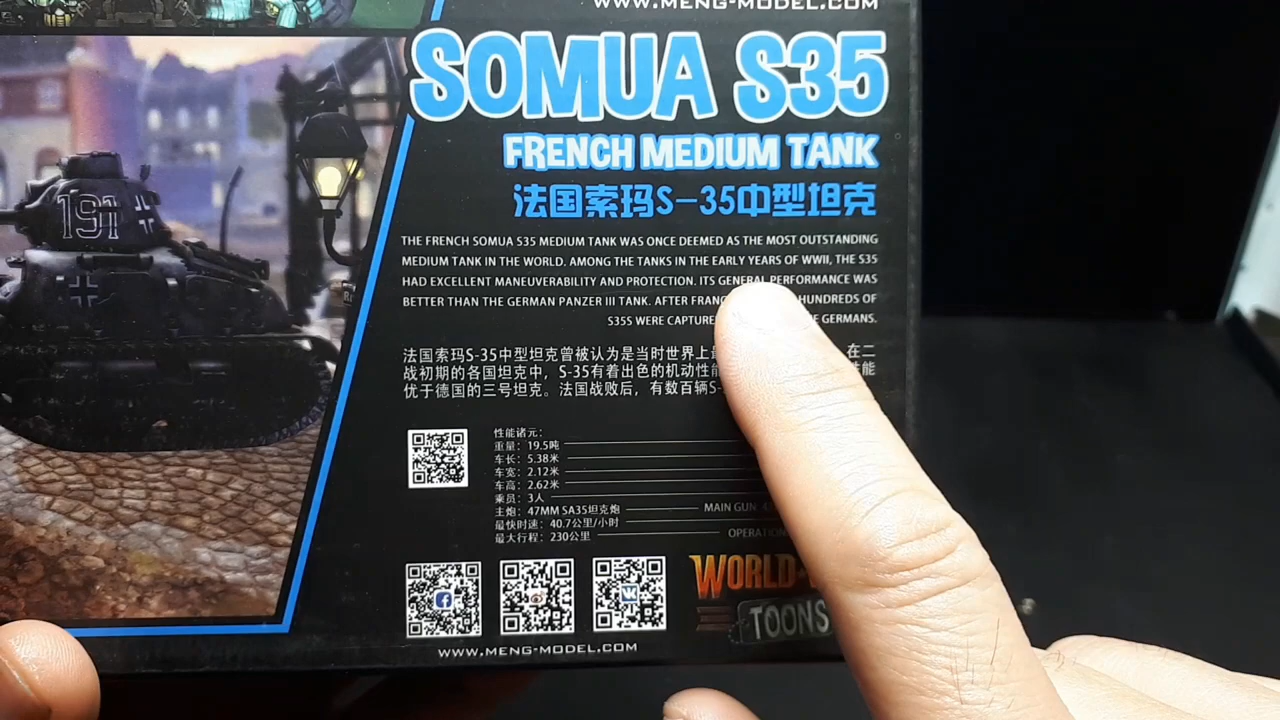 WWW.MENG-MODEL.COM
SOMUA S35
FRENCH MEDIUM TANK
法国索玛S-35中型坦克
191
THE FRENCH SOMUA S35 MEDIUM TANK WAS ONCE DEEMED AS THE MOST OUTSTANDING
MEDIUM TANK IN THE WORLD. AMONG THE TANKS IN THE EARLY YEARS OF WWII, THE S35
HAD EXCELLENT MANEUVERABILITY AND PROTECTION. ITS GENERAL PERFORMANCE WAS
BETTER THAN THE GERMAN PANZER III TANK. AFTER HUNDREDS OF
S35S WERE GERMANS.
法国索玛S-35中型坦克曾被认为是当时世界上 在二
战初期的各国坦克中，S-35有着出色的机动性能 性能
优于德国的三号坦克。法国战败后，有数百辆S-
性能诸元：
重量：19.5吨
车长：5.38米
车宽：2.12米
车高：2.62米
乘员：3人
主炮：47MM SA35坦克炮 MAIN GUN
最快时速：40.7公里/小时
最大行程：230公里
WORLD
TOONS
WWW.MENG-MODEL.COM